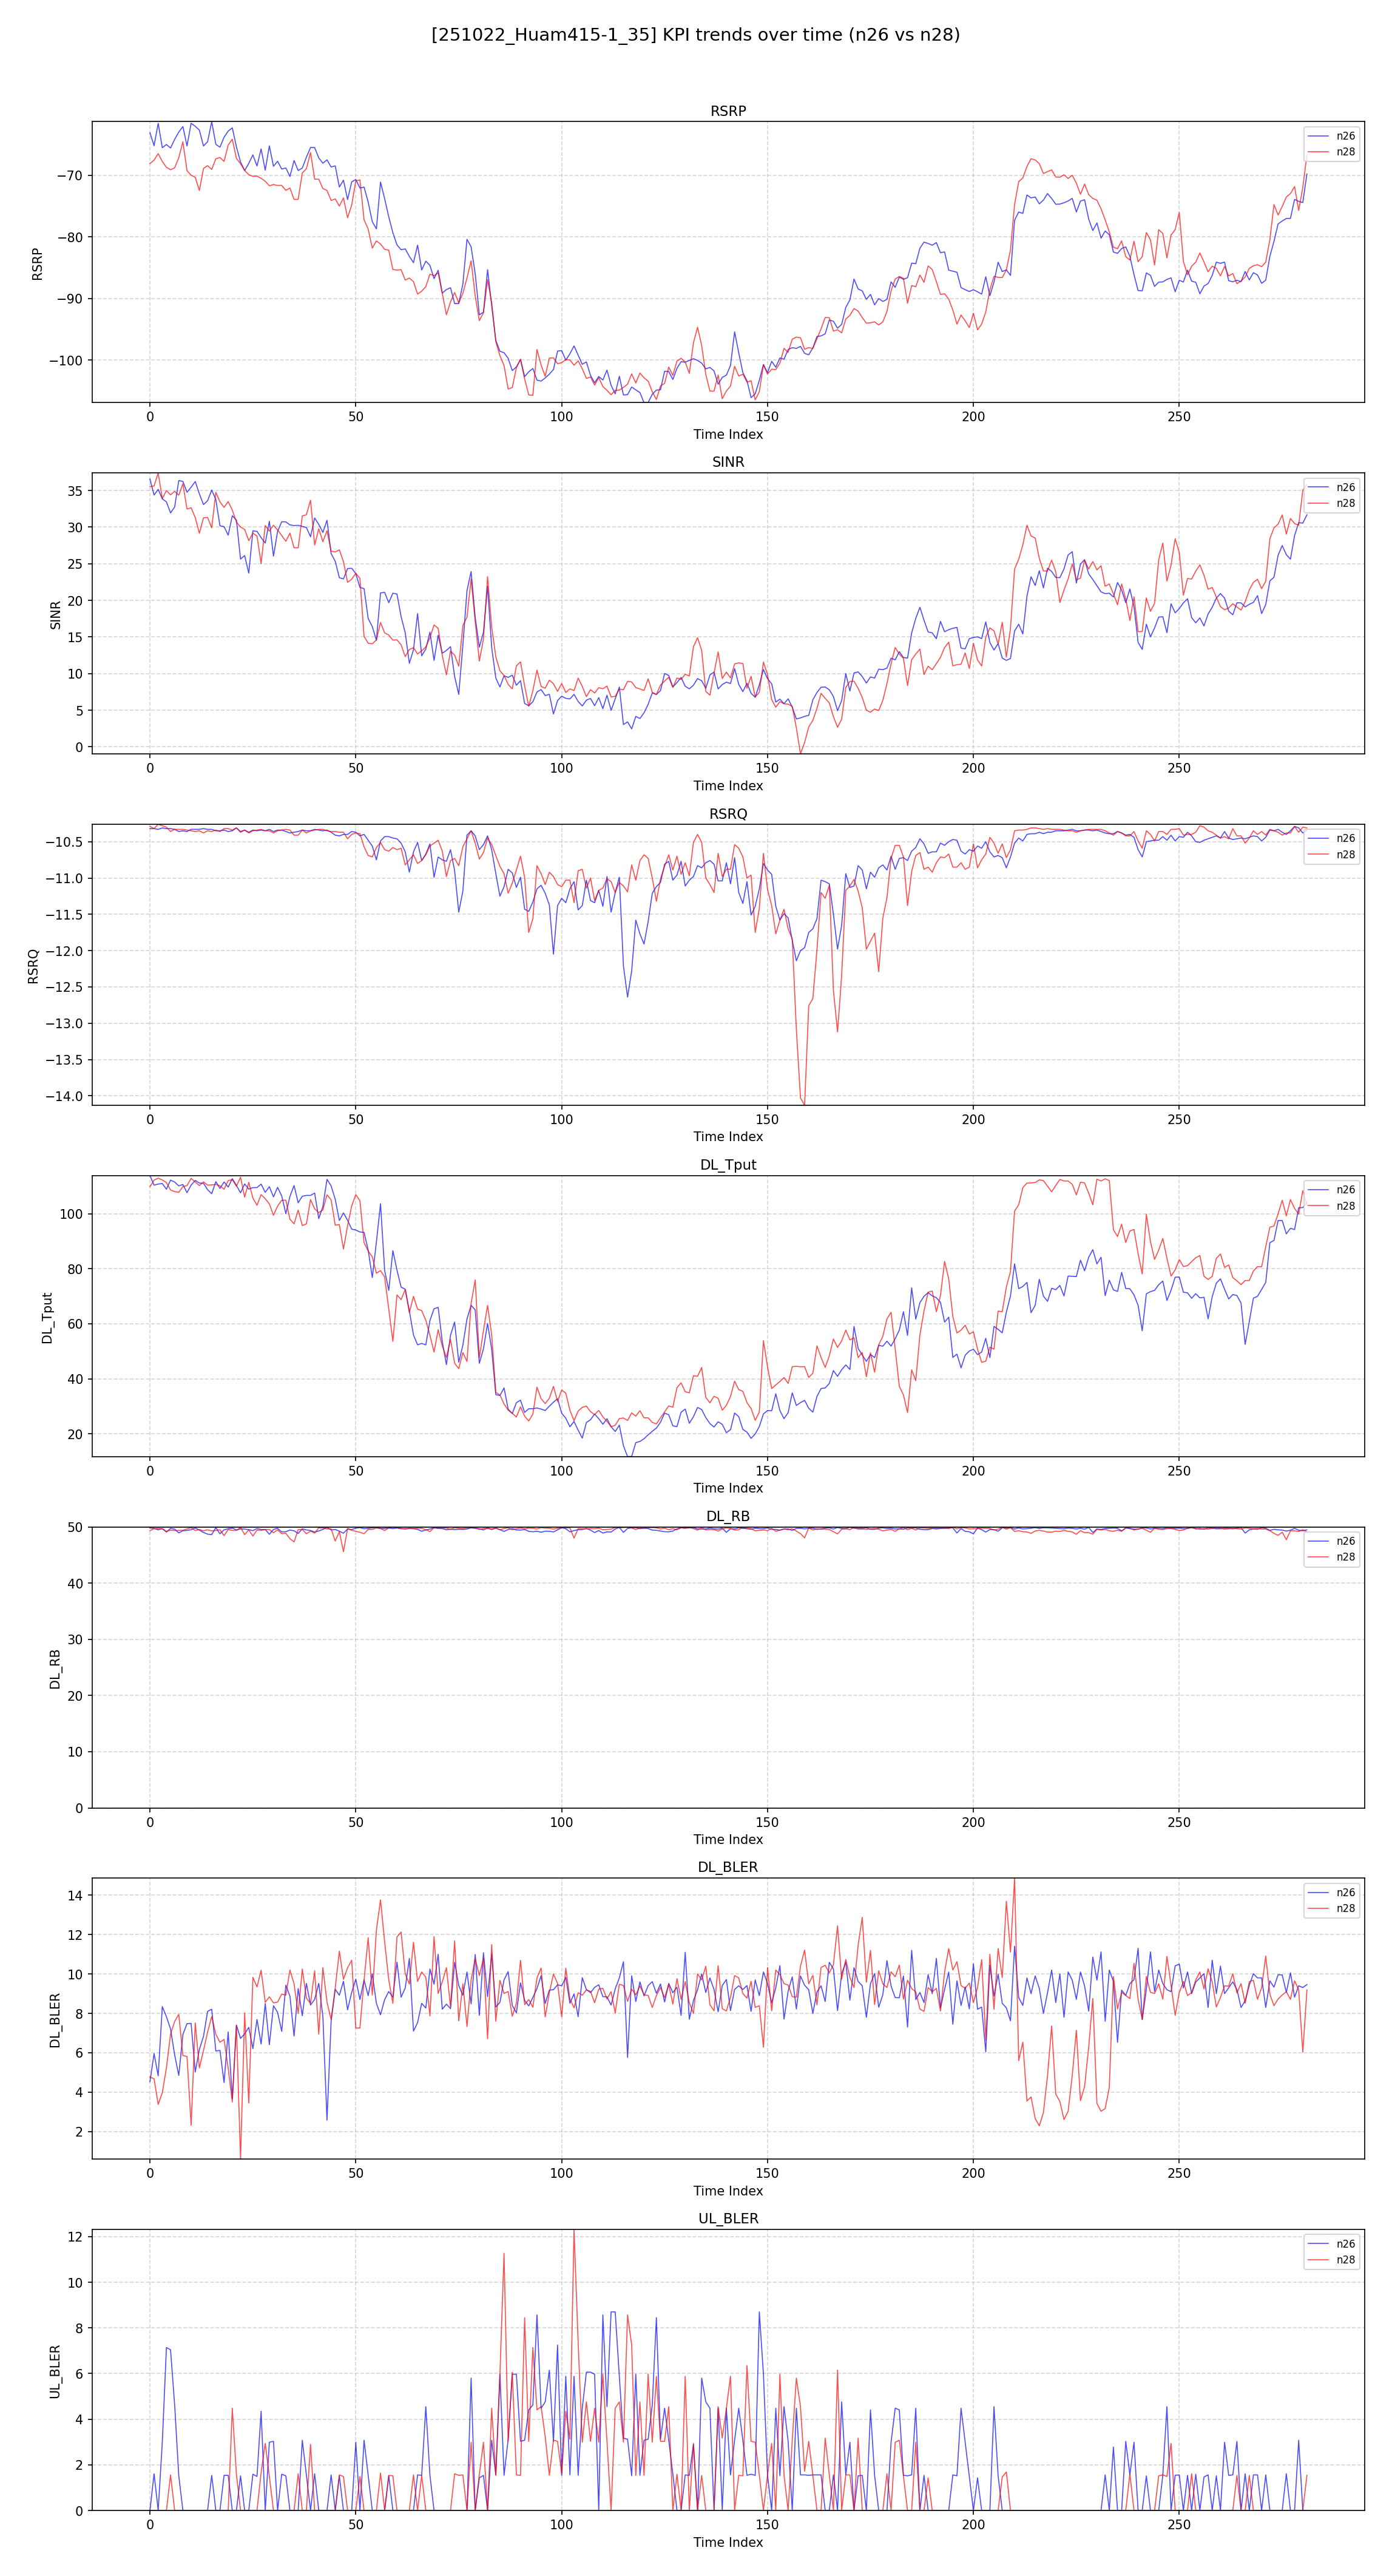 [251022_Huam415-1_35] KPI trends over time (n26 vs n28)
RSRP
n26
n28
−70
−80
−90
−100
RSRP
0 50 100 150 200 250
Time Index
SINR
n26
n28
35
30
25
20
15
10
5
0
SINR
0 50 100 150 200 250
Time Index
RSRQ
n26
n28
−10.5
−11.0
−11.5
−12.0
−12.5
−13.0
−13.5
−14.0
RSRQ
0 50 100 150 200 250
Time Index
DL_Tput
n26
n28
100
80
60
40
20
DL_Tput
0 50 100 150 200 250
Time Index
DL_RB
n26
n28
50
40
30
20
10
0
DL_RB
0 50 100 150 200 250
Time Index
DL_BLER
n26
n28
14
12
10
8
6
4
2
DL_BLER
0 50 100 150 200 250
Time Index
UL_BLER
n26
n28
12
10
8
6
4
2
0
UL_BLER
0 50 100 150 200 250
Time Index